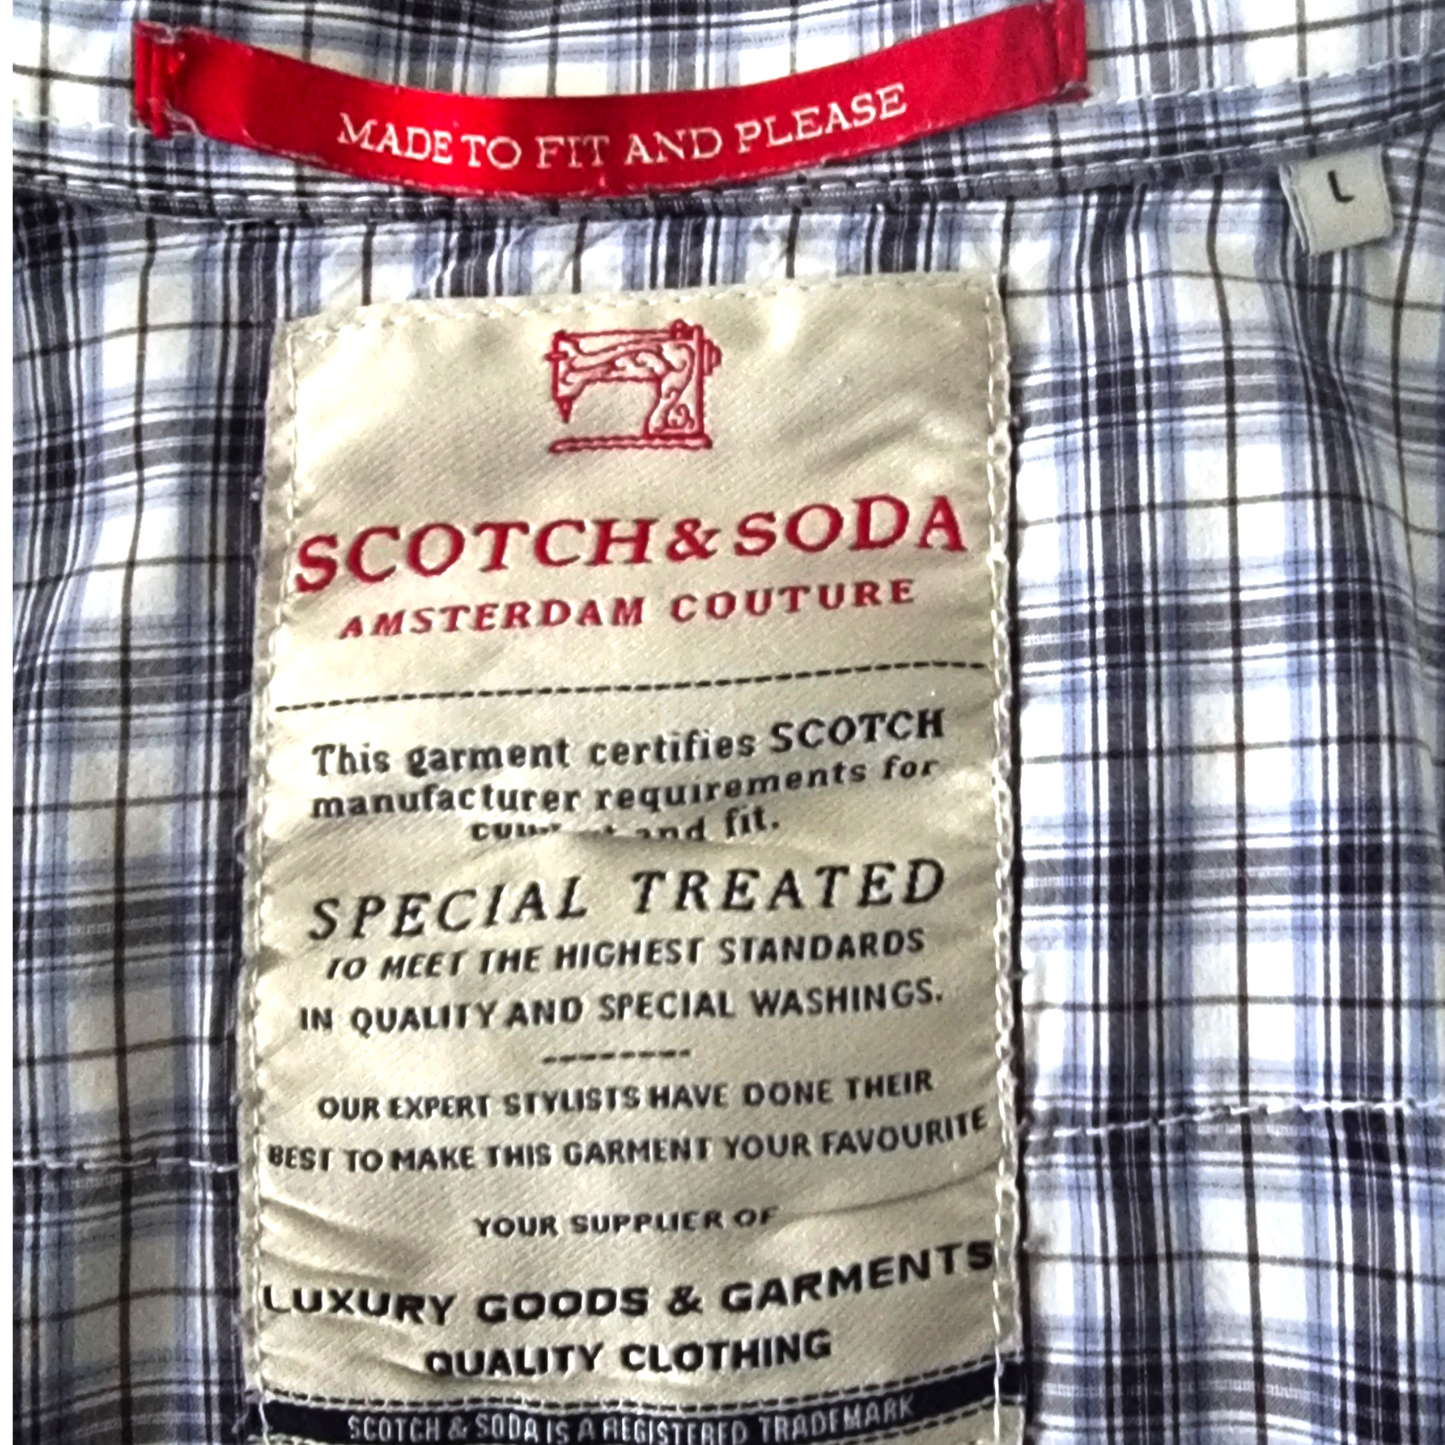 MADE TO FIT AND PLEASE
L
SCOTCH & SODA
AMSTERDAM COUTURE
This garment certifies SCOTCH
manufacturer requirements for
and fit.
SPECIAL TREATED
TO MEET THE HIGHEST STANDARDS
IN QUALITY AND SPECIAL WASHINGS.
OUR EXPERT STYLISTS HAVE DONE THEIR
BEST TO MAKE THIS GARMENT YOUR FAVOURITE
YOUR SUPPLIER OF
LUXURY GOODS & GARMENTS
QUALITY CLOTHING
SCOTCH & SODA IS A REGISTERED TRADEMARK